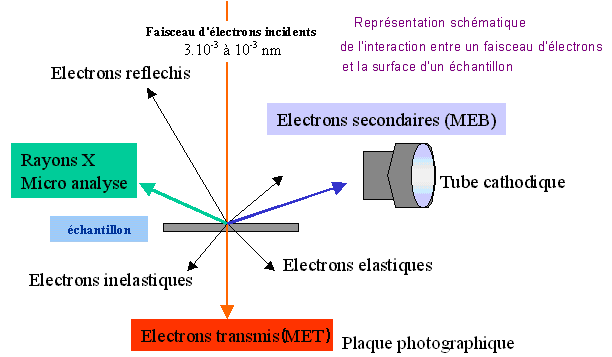 Faisceau d'électrons incidents
3.10-3 à 10-3 nm
Représentation schématique
de l'interaction entre un faisceau d'électrons
et la surface d'un échantillon
Electrons reflechis
Electrons secondaires (MEB)
Rayons X
Micro analyse
Tube cathodique
échantillon
Electrons inelastiques
Electrons elastiques
Electrons transmis(MET)
Plaque photographique